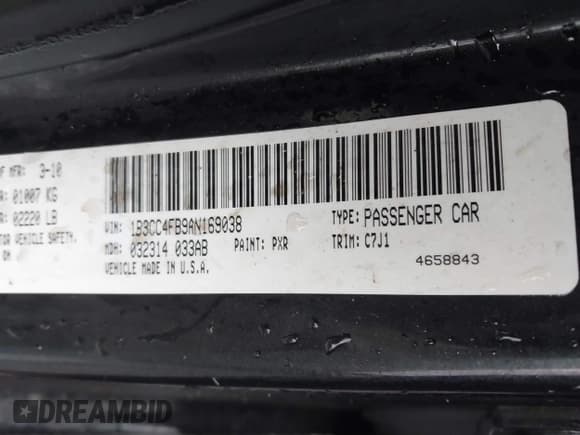 OF MFR: 3-10
01007 KG
02220 LB
VEHICLE SAFETY,
VIN: 1B3CC4FB9AN169038
TYPE: PASSENGER CAR
MDH: 032314 033AB
PAINT: PXR
TRIM: C7J1
VEHICLE MADE IN U.S.A.
4658843
DREAMBID